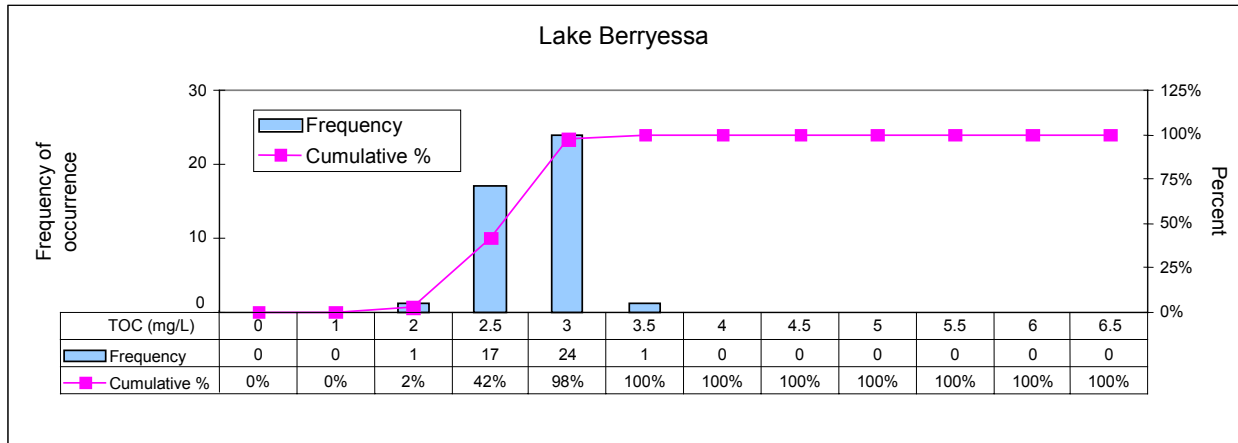 Lake Berryessa
30
20
10
0
Frequency of
occurrence
Frequency
Cumulative %
125%
100%
75%
50%
25%
0%
Percent
TOC (mg/L) 0 1 2 2.5 3 3.5 4 4.5 5 5.5 6 6.5
Frequency 0 0 1 17 24 1 0 0 0 0 0 0
Cumulative % 0% 0% 2% 42% 98% 100% 100% 100% 100% 100% 100% 100%